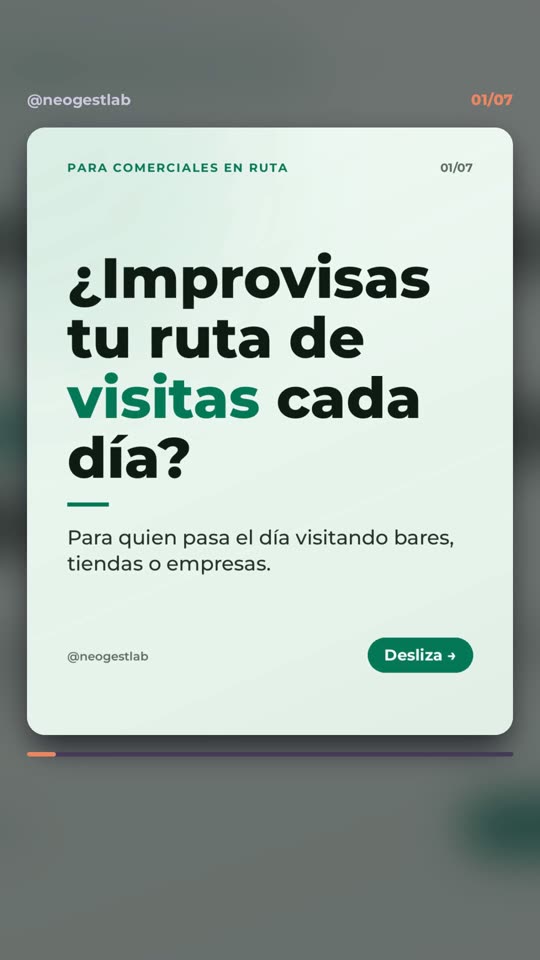 @neogestlab
01/07
PARA COMERCIALES EN RUTA
01/07
¿Improvisas
tu ruta de
visitas cada
día?
Para quien pasa el día visitando bares,
tiendas o empresas.
@neogestlab
Desliza →